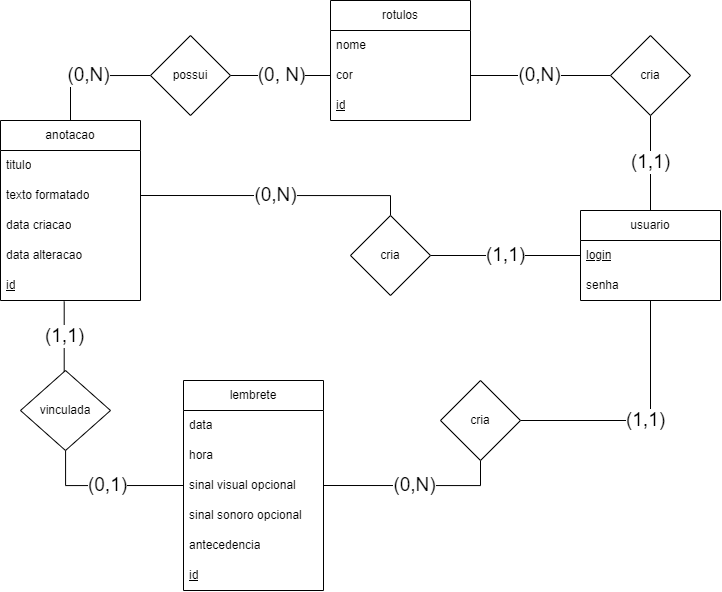 rotulos
nome
cor
id
(0,N)
possui
(0, N)
(0,N)
cria
anotacao
titulo
texto formatado
data criacao
data alteracao
id
(0,N)
cria
(1,1)
(1,1)
usuario
login
senha
(1,1)
vinculada
(0,1)
lembrete
data
hora
sinal visual opcional
sinal sonoro opcional
antecedencia
id
(0,N)
cria
(1,1)